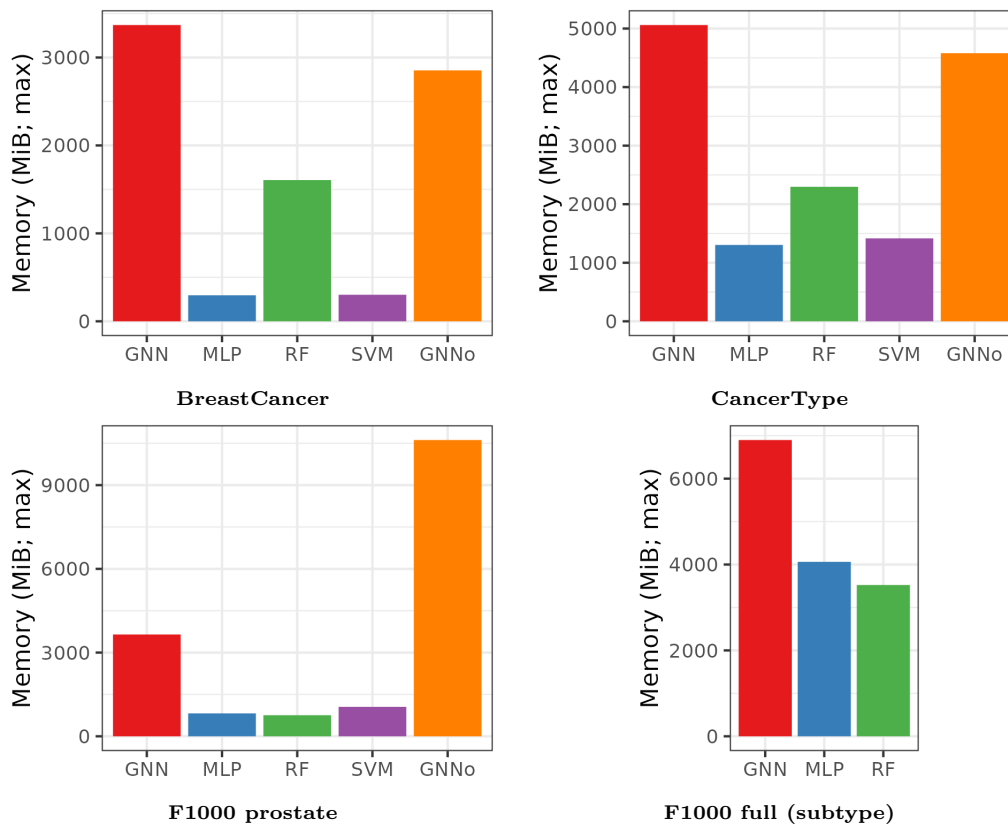 Memory (MiB; max)
3000
2000
1000
0
GNN MLP RF SVM GNNo
BreastCancer
Memory (MiB; max)
5000
4000
3000
2000
1000
0
GNN MLP RF SVM GNNo
CancerType
Memory (MiB; max)
9000
6000
3000
0
GNN MLP RF SVM GNNo
F1000 prostate
Memory (MiB; max)
6000
4000
2000
0
GNN MLP RF
F1000 full (subtype)